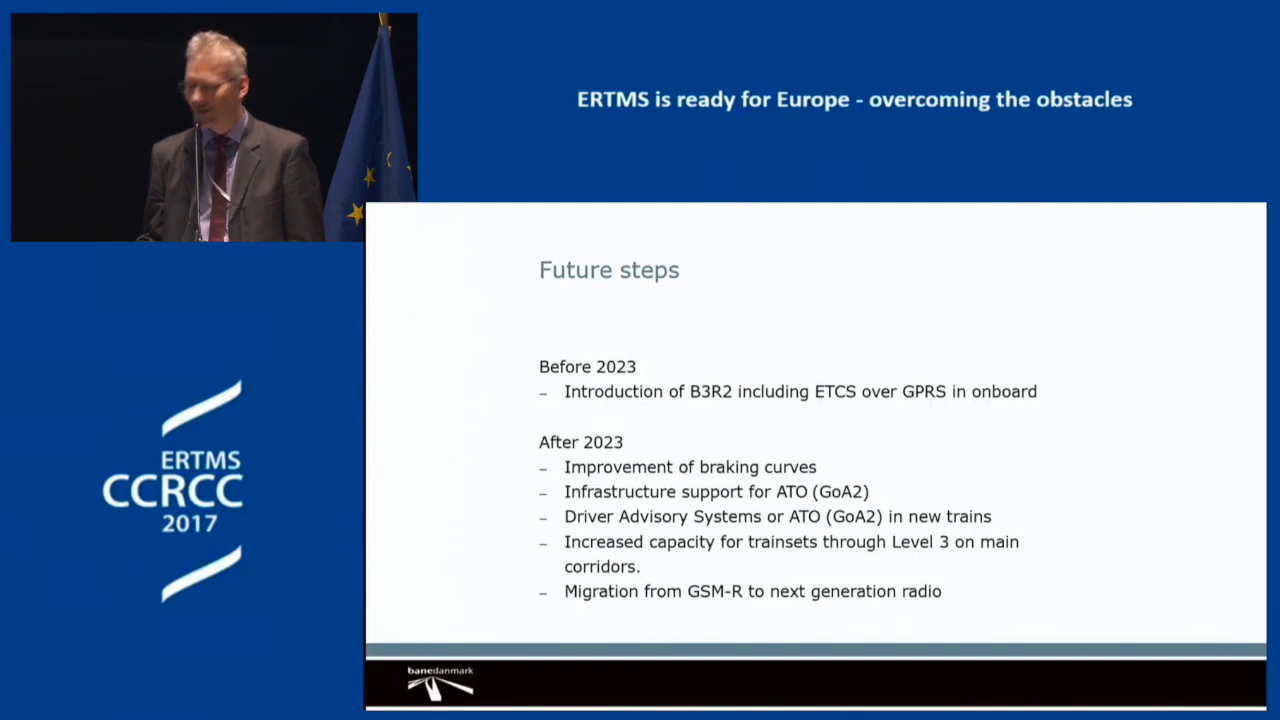 ERTMS is ready for Europe - overcoming the obstacles
Future steps
Before 2023
– Introduction of B3R2 including ETCS over GPRS in onboard
After 2023
– Improvement of braking curves
– Infrastructure support for ATO (GoA2)
– Driver Advisory Systems or ATO (GoA2) in new trains
– Increased capacity for trainsets through Level 3 on main
corridors.
– Migration from GSM-R to next generation radio
ERTMS
CCRCC
2017
banedanmark